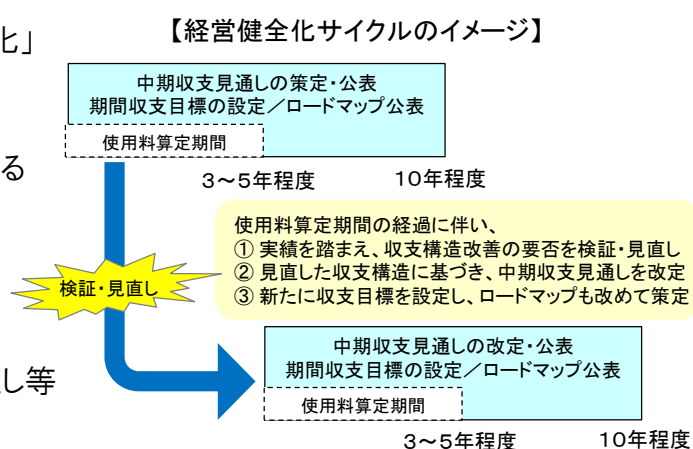 化」
【経営健全化サイクルのイメージ】
中期収支見通しの策定・公表
期間収支目標の設定／ロードマップ公表
使用料算定期間
る
3～5年程度
10年程度
使用料算定期間の経過に伴い、
① 実績を踏まえ、収支構造改善の要否を検証・見直し
② 見直した収支構造に基づき、中期収支見通しを改定
③ 新たに収支目標を設定し、ロードマップも改めて策定
検証・見直し
中期収支見通しの改定・公表
期間収支目標の設定／ロードマップ公表
し等
使用料算定期間
3～5年程度
10年程度